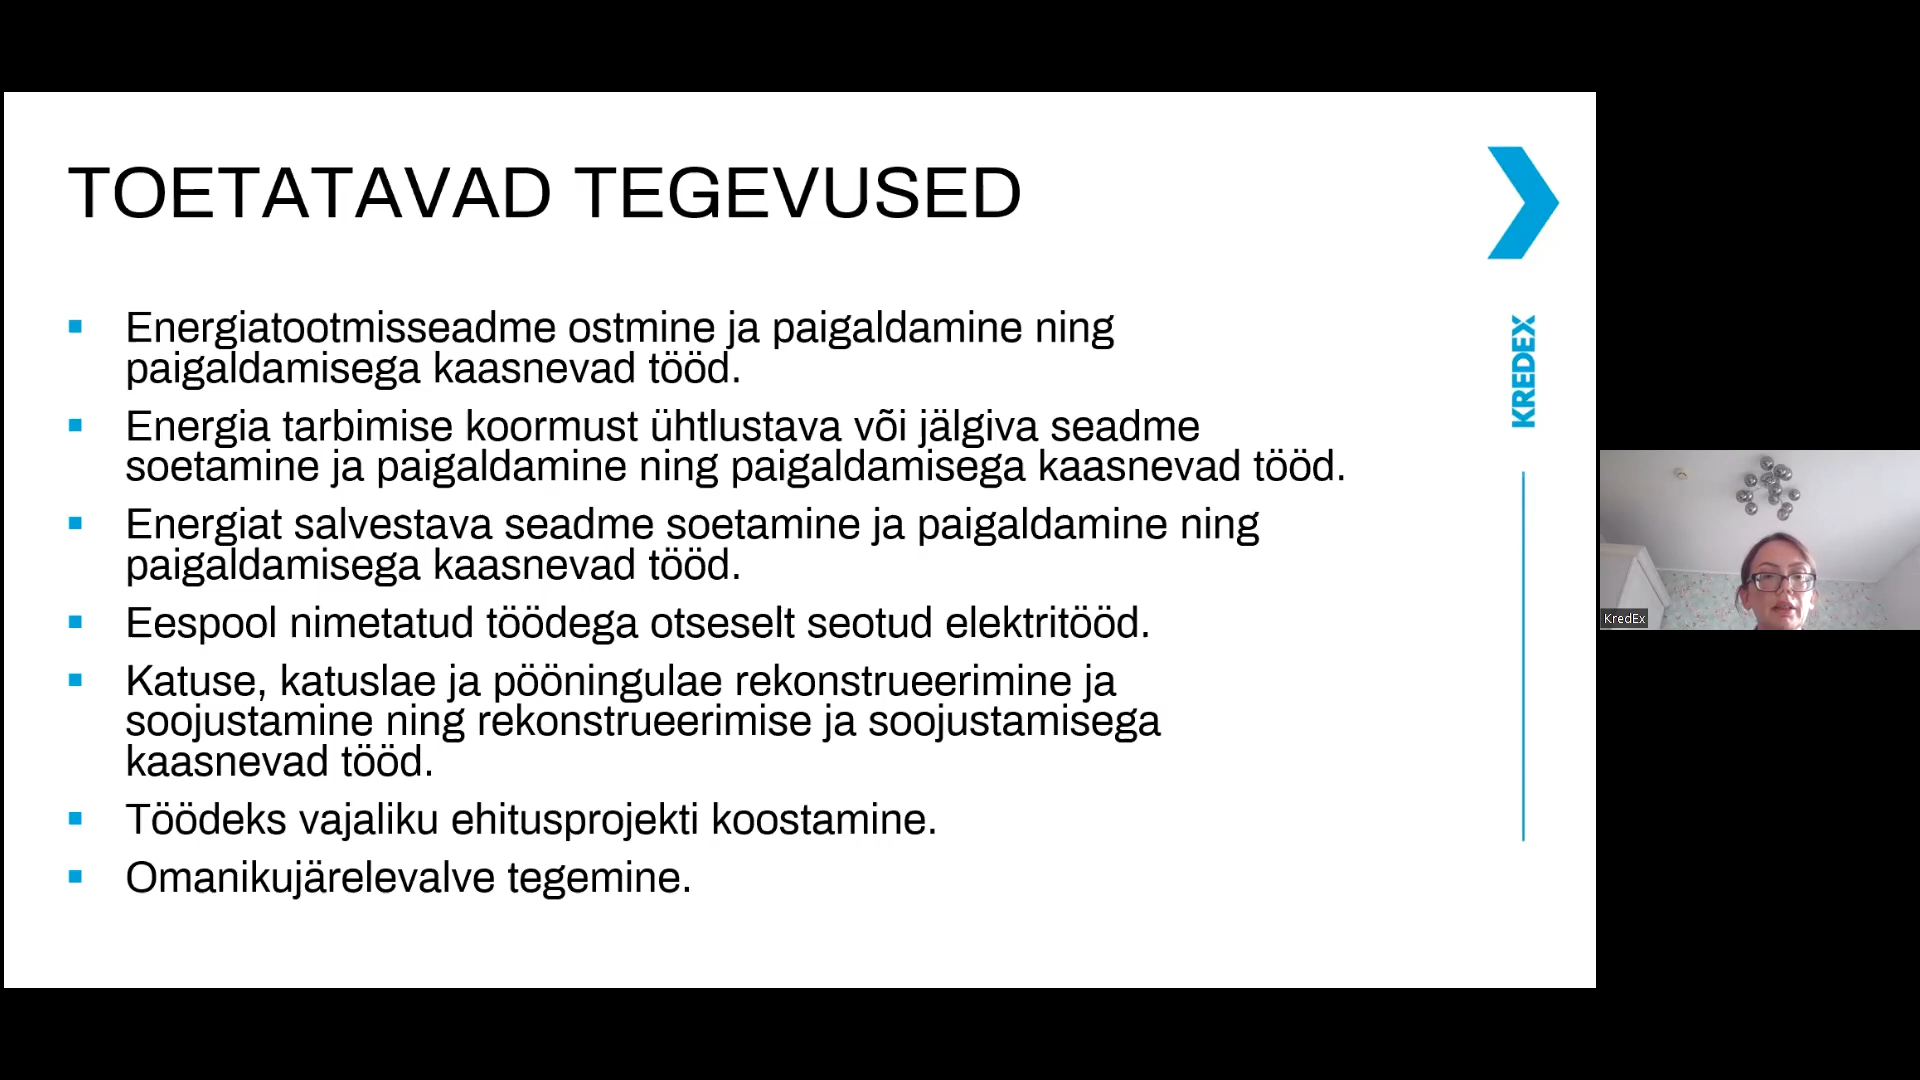 TOETATAVAD TEGEVUSED
Energiatootmisseadme ostmine ja paigaldamine ning
paigaldamisega kaasnevad tööd.
Energia tarbimise koormust ühtlustava või jälgiva seadme
soetamine ja paigaldamine ning paigaldamisega kaasnevad tööd.
Energiat salvestava seadme soetamine ja paigaldamine ning
paigaldamisega kaasnevad tööd.
Eespool nimetatud töödega otseselt seotud elektritööd.
Katuse, katuslae ja pööningulae rekonstrueerimine ja
soojustamine ning rekonstrueerimise ja soojustamisega
kaasnevad tööd.
Töödeks vajaliku ehitusprojekti koostamine.
Omanikujärelevalve tegemine.
KREDEX
KredEx